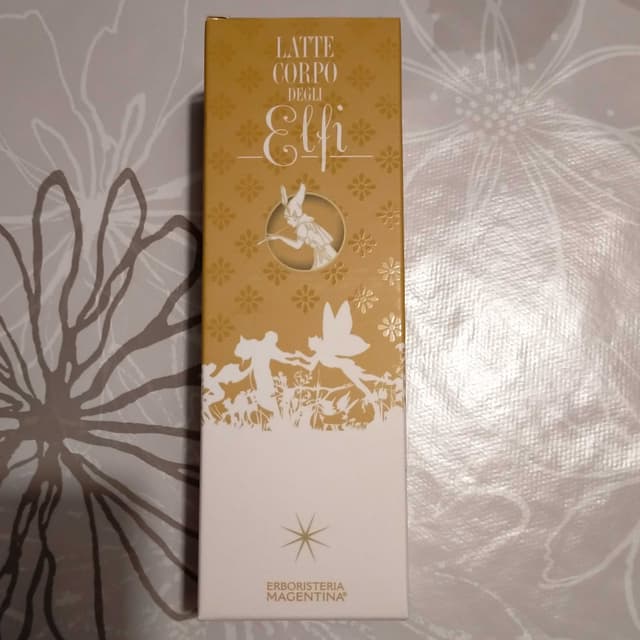 LATTE
CORPO
DEGLI
Elfi
ERBORISTERIA
MAGENTINA®